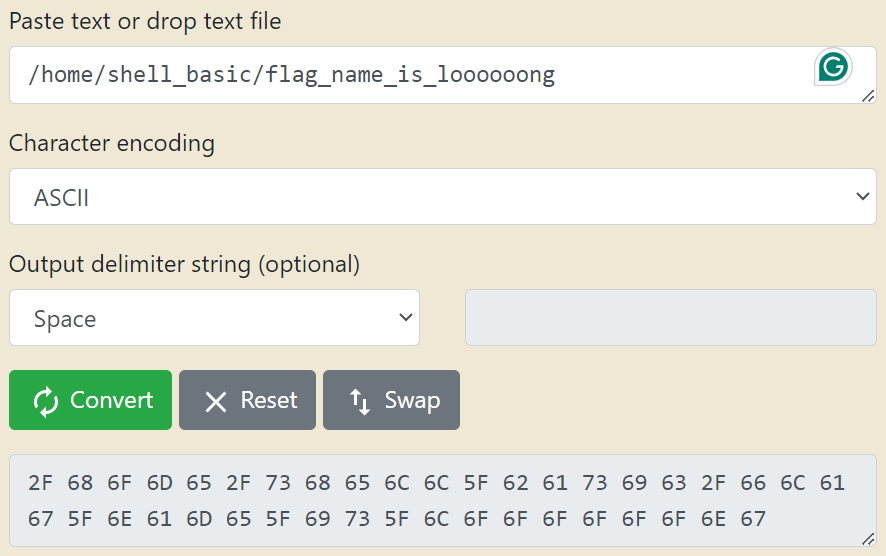 Paste text or drop text file
/home/shell_basic/flag_name_is_loooooong
Character encoding
ASCII
Output delimiter string (optional)
Space
Convert Reset Swap
2F 68 6F 6D 65 2F 73 68 65 6C 6C 5F 62 61 73 69 63 2F 66 6C 61
67 5F 6E 61 6D 65 5F 69 73 5F 6C 6F 6F 6F 6F 6F 6F 6E 67